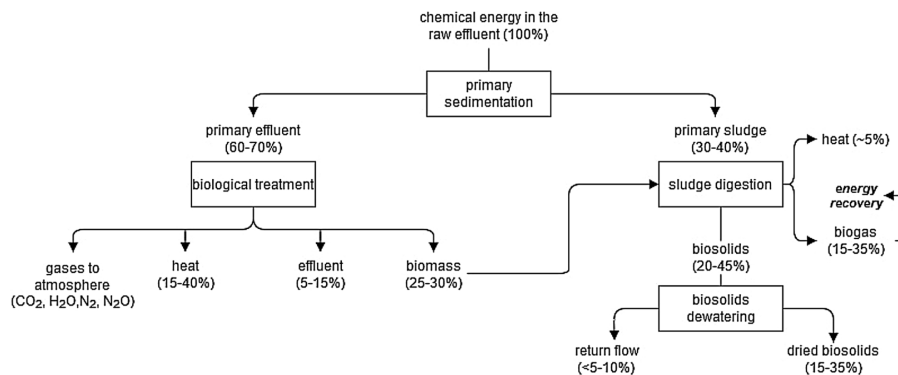 chemical energy in the
raw effluent (100%)
primary
sedimentation
primary effluent
(60-70%)
primary sludge
(30-40%)
heat (~5%)
biological treatment
sludge digestion
energy
recovery
biogas
(15-35%)
gases to
atmosphere
(CO2, H2O,N2, N2O)
heat
(15-40%)
effluent
(5-15%)
biomass
(25-30%)
biosolids
(20-45%)
biosolids
dewatering
return flow
(<5-10%)
dried biosolids
(15-35%)